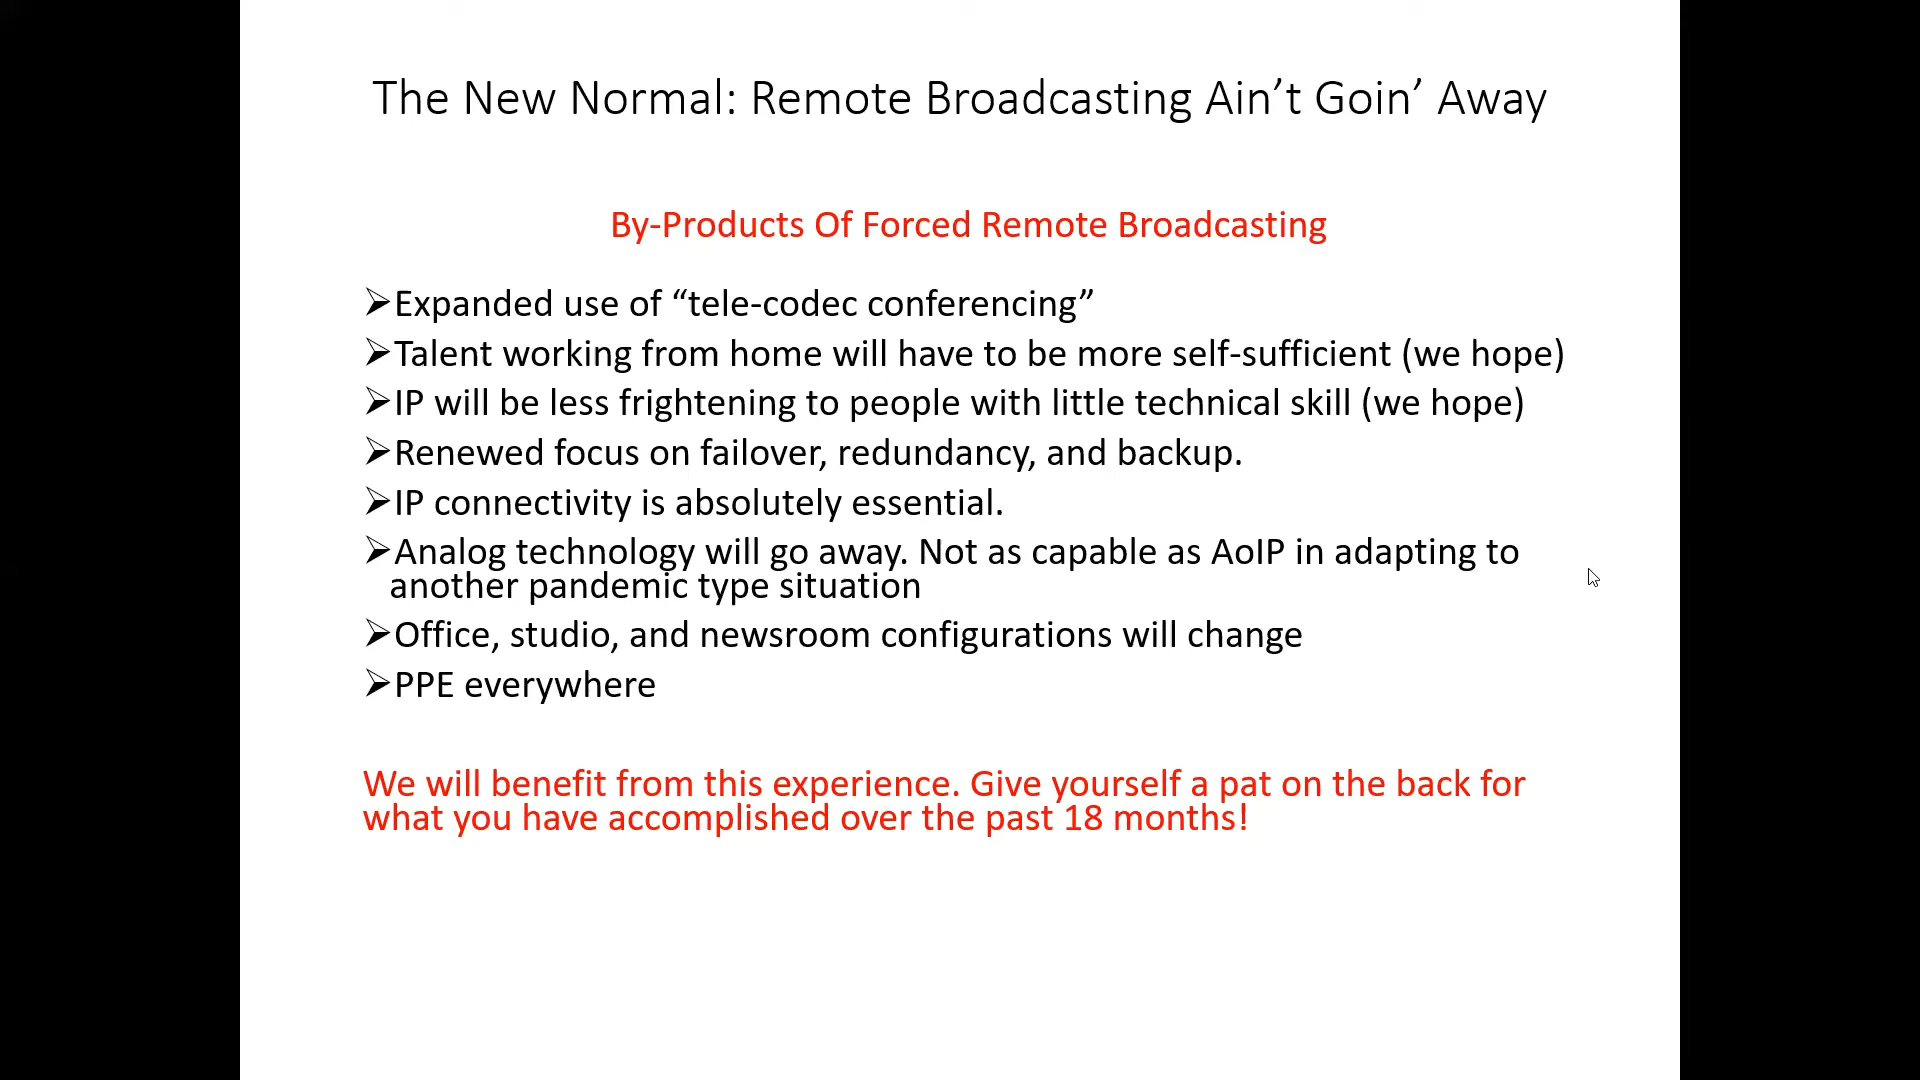 The New Normal: Remote Broadcasting Ain’t Goin’ Away
By-Products Of Forced Remote Broadcasting
➢Expanded use of “tele-codec conferencing”
➢Talent working from home will have to be more self-sufficient (we hope)
➢IP will be less frightening to people with little technical skill (we hope)
➢Renewed focus on failover, redundancy, and backup.
➢IP connectivity is absolutely essential.
➢Analog technology will go away. Not as capable as AoIP in adapting to
another pandemic type situation
➢Office, studio, and newsroom configurations will change
➢PPE everywhere
We will benefit from this experience. Give yourself a pat on the back for
what you have accomplished over the past 18 months!